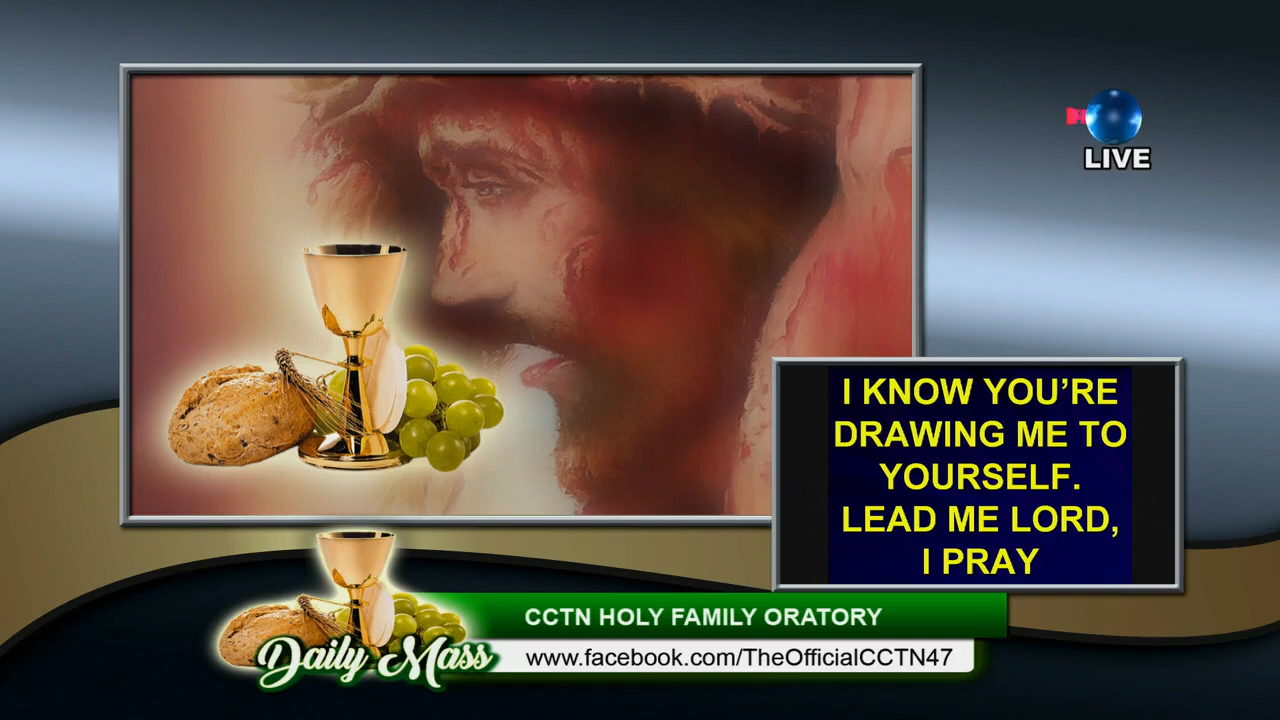 LIVE
I KNOW YOU’RE
DRAWING ME TO
YOURSELF.
LEAD ME LORD,
I PRAY
CCTN HOLY FAMILY ORATORY
Daily Mass
www.facebook.com/TheOfficialCCTN47